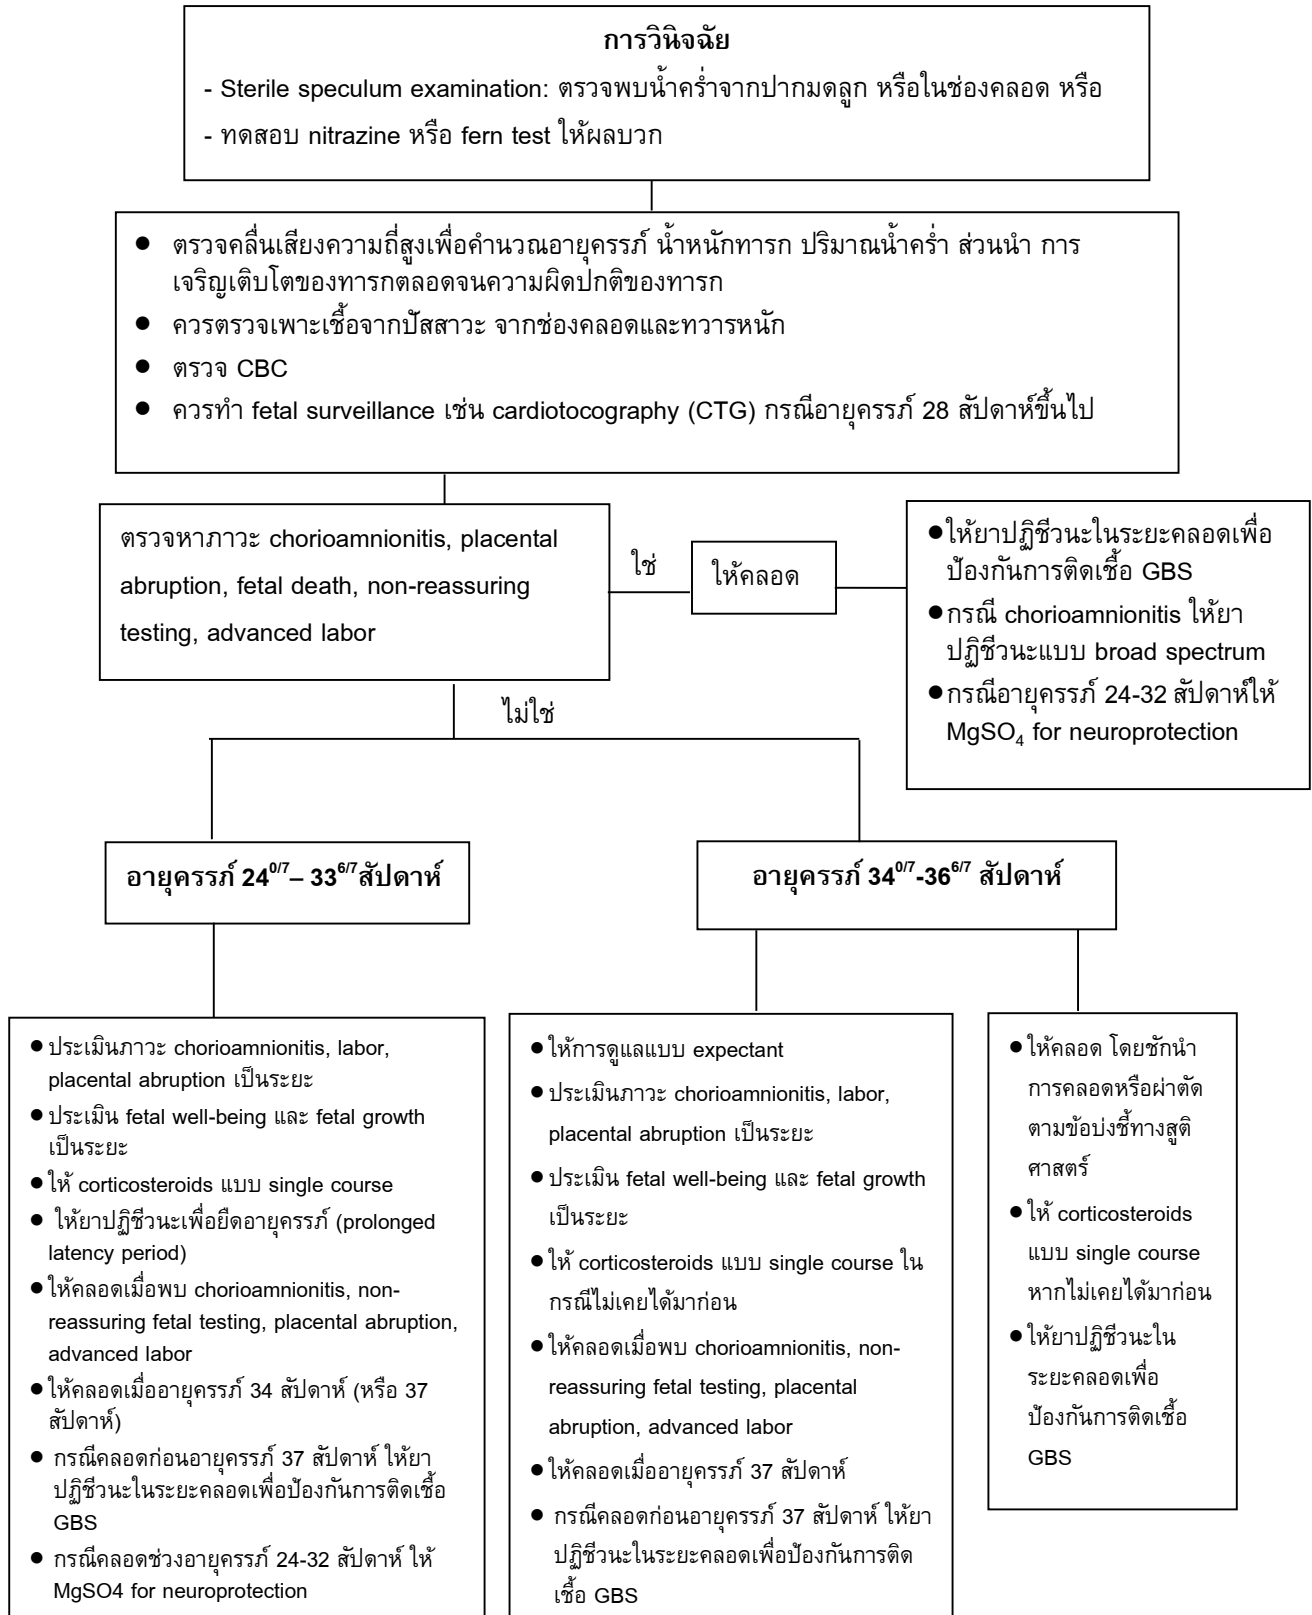 การวินิจฉัย
- Sterile speculum examination: ตรวจพบน้ำคร่ำจากปากมดลูก หรือในช่องคลอด หรือ
- ทดสอบ nitrazine หรือ fern test ให้ผลบวก
● ตรวจคลื่นเสียงความถี่สูงเพื่อคำนวณอายุครรภ์ น้ำหนักทารก ปริมาณน้ำคร่ำ ส่วนนำ การ
เจริญเติบโตของทารกตลอดจนความผิดปกติของทารก
● ควรตรวจเพาะเชื้อจากปัสสาวะ จากช่องคลอดและทวารหนัก
● ตรวจ CBC
● ควรทำ fetal surveillance เช่น cardiotocography (CTG) กรณีอายุครรภ์ 28 สัปดาห์ขึ้นไป
ตรวจหาภาวะ chorioamnionitis, placental
abruption, fetal death, non-reassuring
testing, advanced labor
ใช่
ให้คลอด
● ให้ยาปฏิชีวนะในระยะคลอดเพื่อ
ป้องกันการติดเชื้อ GBS
● กรณี chorioamnionitis ให้ยา
ปฏิชีวนะแบบ broad spectrum
● กรณีอายุครรภ์ 24-32 สัปดาห์ให้
MgSO₄ for neuroprotection
ไม่ใช่
อายุครรภ์ 24⁰ᐟ⁷– 33⁶ᐟ⁷สัปดาห์
อายุครรภ์ 34⁰ᐟ⁷-36⁶ᐟ⁷ สัปดาห์
● ประเมินภาวะ chorioamnionitis, labor,
placental abruption เป็นระยะ
● ประเมิน fetal well-being และ fetal growth
เป็นระยะ
● ให้ corticosteroids แบบ single course
● ให้ยาปฏิชีวนะเพื่อยืดอายุครรภ์ (prolonged
latency period)
● ให้คลอดเมื่อพบ chorioamnionitis, non-
reassuring fetal testing, placental abruption,
advanced labor
● ให้คลอดเมื่ออายุครรภ์ 34 สัปดาห์ (หรือ 37
สัปดาห์)
● กรณีคลอดก่อนอายุครรภ์ 37 สัปดาห์ ให้ยา
ปฏิชีวนะในระยะคลอดเพื่อป้องกันการติดเชื้อ
GBS
● กรณีคลอดช่วงอายุครรภ์ 24-32 สัปดาห์ ให้
MgSO4 for neuroprotection
● ให้การดูแลแบบ expectant
● ประเมินภาวะ chorioamnionitis, labor,
placental abruption เป็นระยะ
● ประเมิน fetal well-being และ fetal growth
เป็นระยะ
● ให้ corticosteroids แบบ single course ใน
กรณีไม่เคยได้มาก่อน
● ให้คลอดเมื่อพบ chorioamnionitis, non-
reassuring fetal testing, placental
abruption, advanced labor
● ให้คลอดเมื่ออายุครรภ์ 37 สัปดาห์
● กรณีคลอดก่อนอายุครรภ์ 37 สัปดาห์ ให้ยา
ปฏิชีวนะในระยะคลอดเพื่อป้องกันการติด
เชื้อ GBS
● ให้คลอด โดยชักนำ
การคลอดหรือผ่าตัด
ตามข้อบ่งชี้ทางสูติ
ศาสตร์
● ให้ corticosteroids
แบบ single course
หากไม่เคยได้มาก่อน
● ให้ยาปฏิชีวนะใน
ระยะคลอดเพื่อ
ป้องกันการติดเชื้อ
GBS